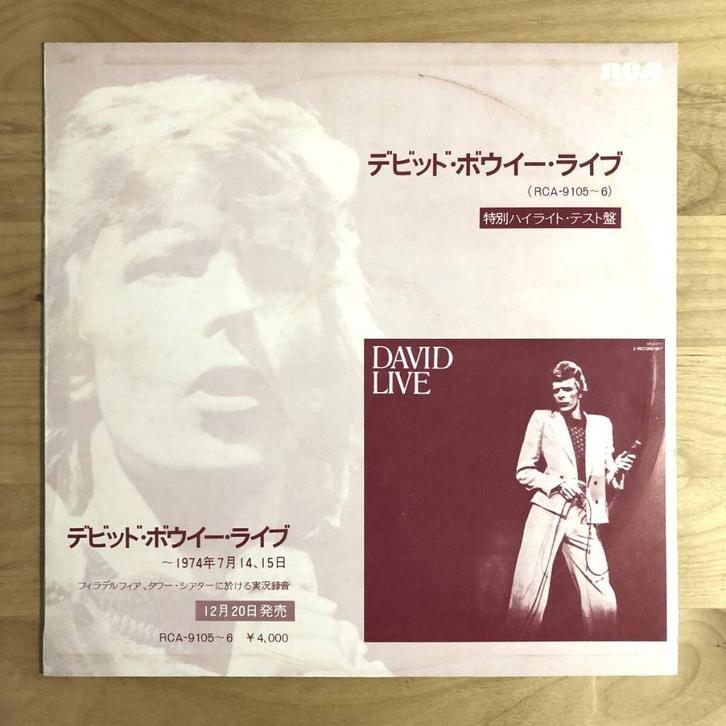 RCA
デビッド・ボウイー・ライブ
(RCA-9105~6)
特別ハイライト・テスト盤
DAVID
LIVE
2 RECORD SET
デビッド・ボウイー・ライブ
~1974年7月14、15日
フィラデルフィア、タワー・シアターに於ける実況録音
12月20日発売
RCA-9105~6 ¥4,000